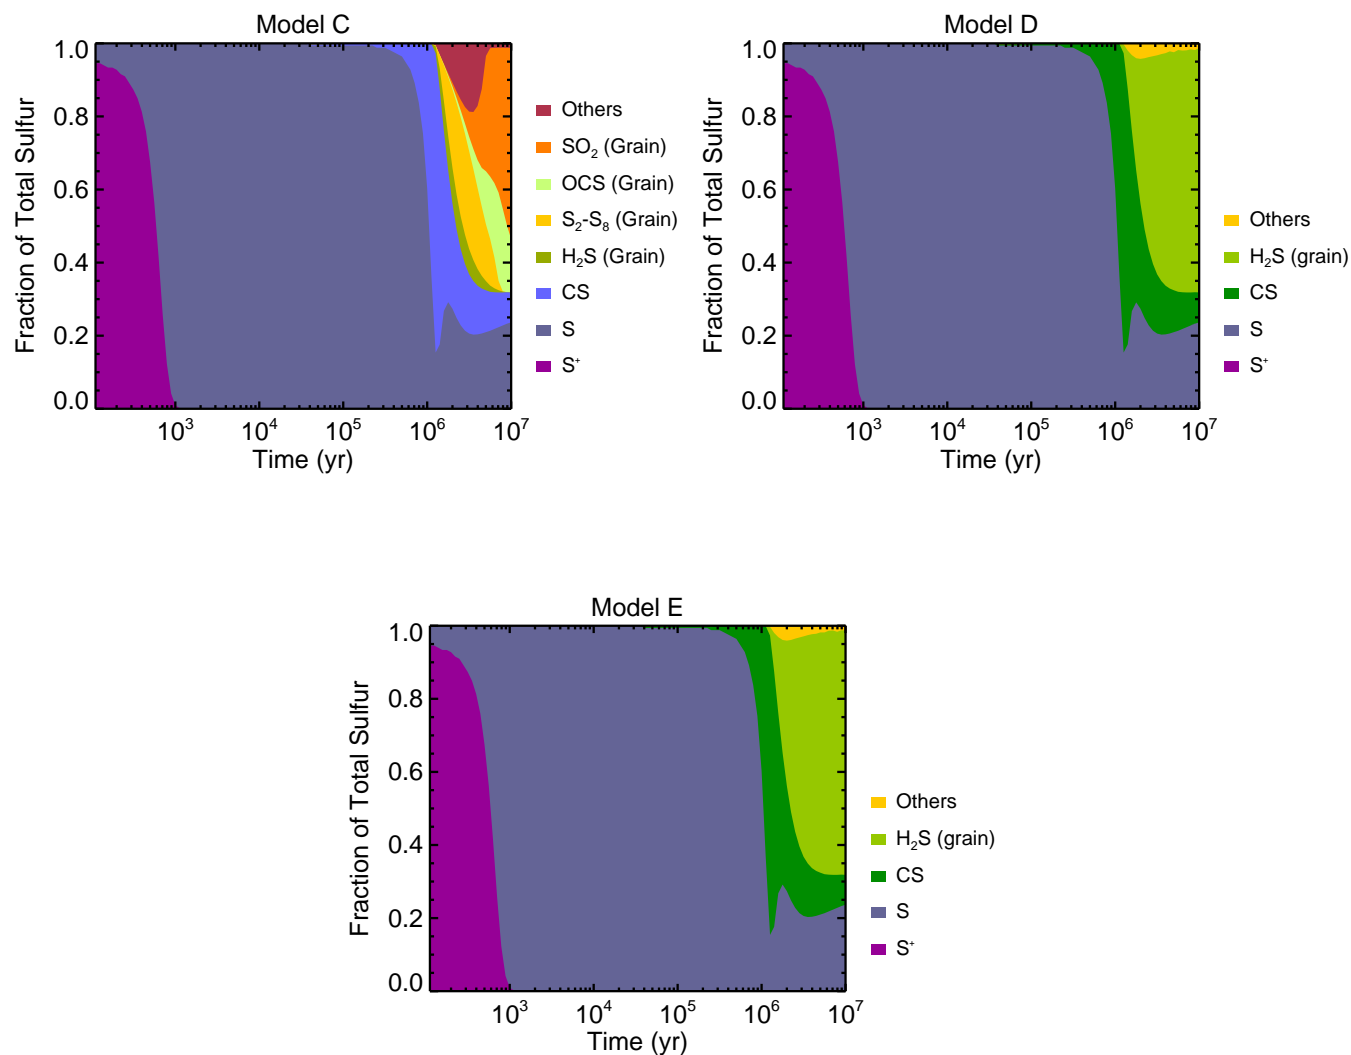 Model C
Fraction of Total Sulfur
1.0
0.8
0.6
0.4
0.2
0.0
10³ 10⁴ 10⁵ 10⁶ 10⁷
Time (yr)
Others
SO₂ (Grain)
OCS (Grain)
S₂-S₈ (Grain)
H₂S (Grain)
CS
S
S⁺
Model D
Fraction of Total Sulfur
1.0
0.8
0.6
0.4
0.2
0.0
10³ 10⁴ 10⁵ 10⁶ 10⁷
Time (yr)
Others
H₂S (grain)
CS
S
S⁺
Model E
Fraction of Total Sulfur
1.0
0.8
0.6
0.4
0.2
0.0
10³ 10⁴ 10⁵ 10⁶ 10⁷
Time (yr)
Others
H₂S (grain)
CS
S
S⁺